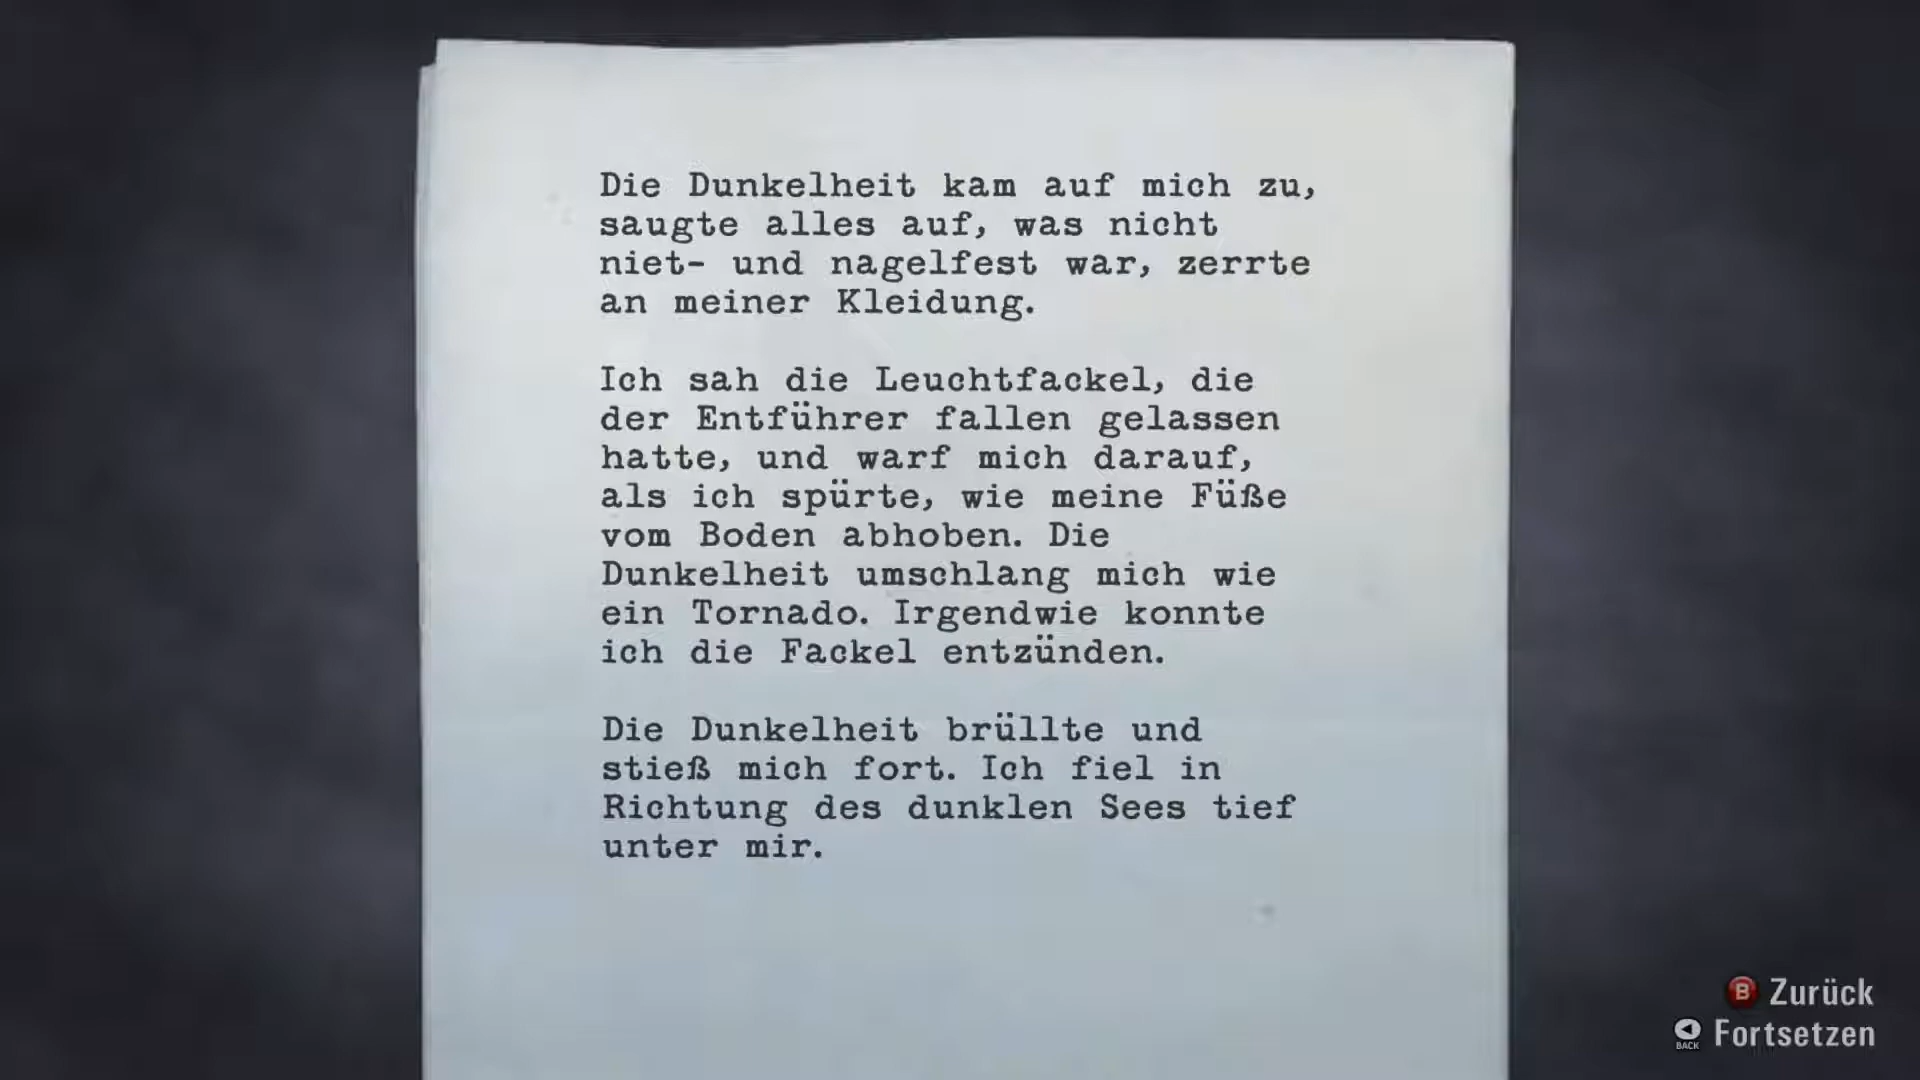 Die Dunkelheit kam auf mich zu,
saugte alles auf, was nicht
niet- und nagelfest war, zerrte
an meiner Kleidung.
Ich sah die Leuchtfackel, die
der Entführer fallen gelassen
hatte, und warf mich darauf,
als ich spürte, wie meine Füße
vom Boden abhoben. Die
Dunkelheit umschlang mich wie
ein Tornado. Irgendwie konnte
ich die Fackel entzünden.
Die Dunkelheit brüllte und
stieß mich fort. Ich fiel in
Richtung des dunklen Sees tief
unter mir.
B Zurück
BACK Fortsetzen